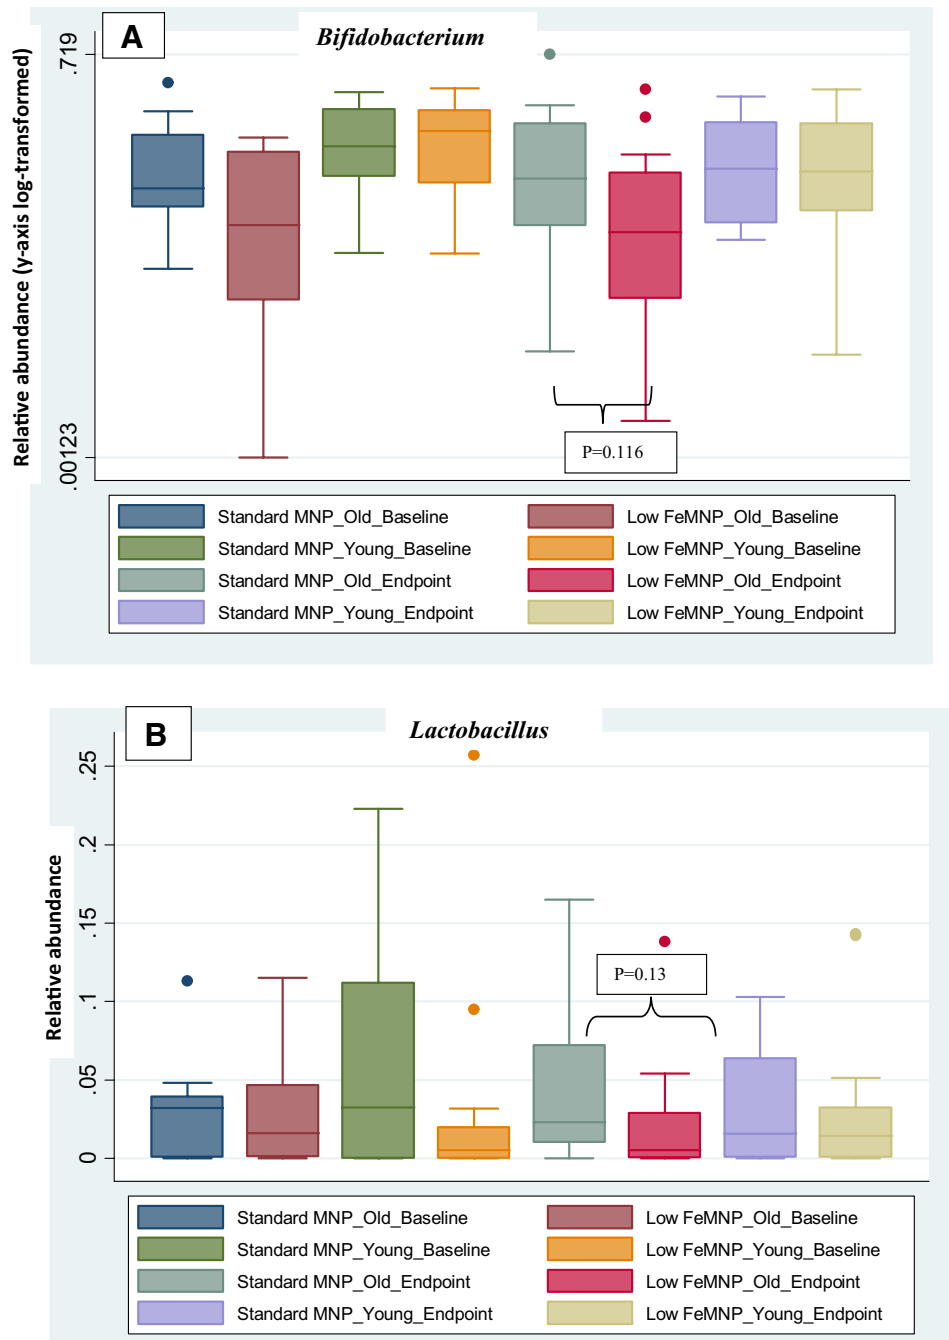 A
Bifidobacterium
Relative abundance (y-axis log-transformed)
.719
.00123
P=0.116
Standard MNP_Old_Baseline
Low FeMNP_Old_Baseline
Standard MNP_Young_Baseline
Low FeMNP_Young_Baseline
Standard MNP_Old_Endpoint
Low FeMNP_Old_Endpoint
Standard MNP_Young_Endpoint
Low FeMNP_Young_Endpoint
B
Lactobacillus
Relative abundance
.25
.2
.15
.1
.05
0
P=0.13
Standard MNP_Old_Baseline
Low FeMNP_Old_Baseline
Standard MNP_Young_Baseline
Low FeMNP_Young_Baseline
Standard MNP_Old_Endpoint
Low FeMNP_Old_Endpoint
Standard MNP_Young_Endpoint
Low FeMNP_Young_Endpoint